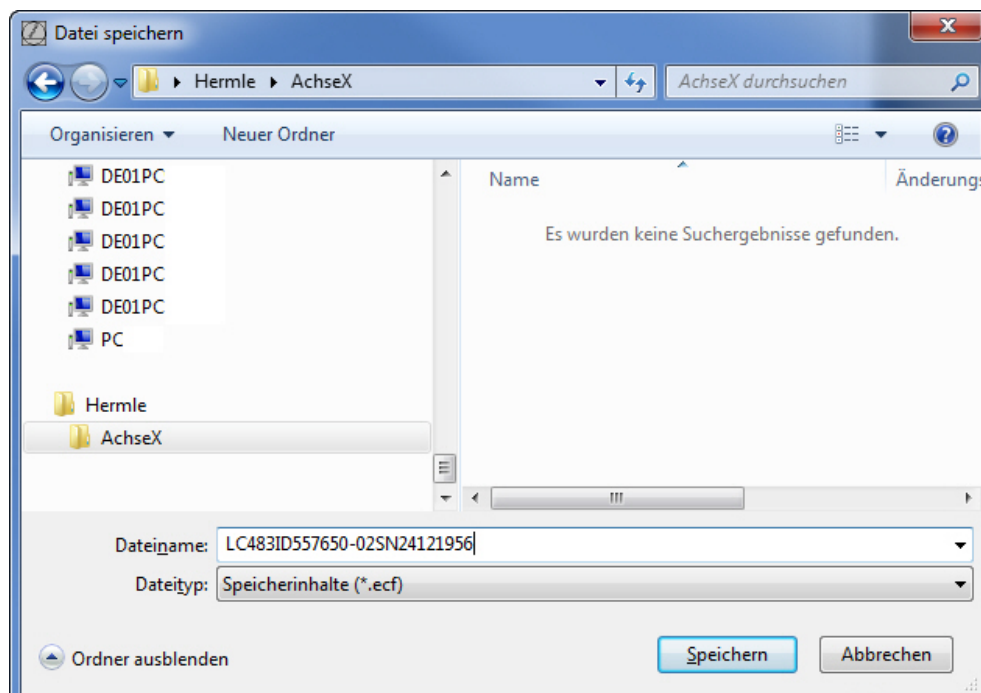 Datei speichern
Hermle AchseX
AchseX durchsuchen
Organisieren
Neuer Ordner
DE01PC
DE01PC
DE01PC
DE01PC
DE01PC
PC
Hermle
AchseX
Name
Änderungs
Es wurden keine Suchergebnisse gefunden.
Dateiname: LC483ID557650-02SN24121956
Dateityp: Speicherinhalte (*.ecf)
Ordner ausblenden
Speichern
Abbrechen